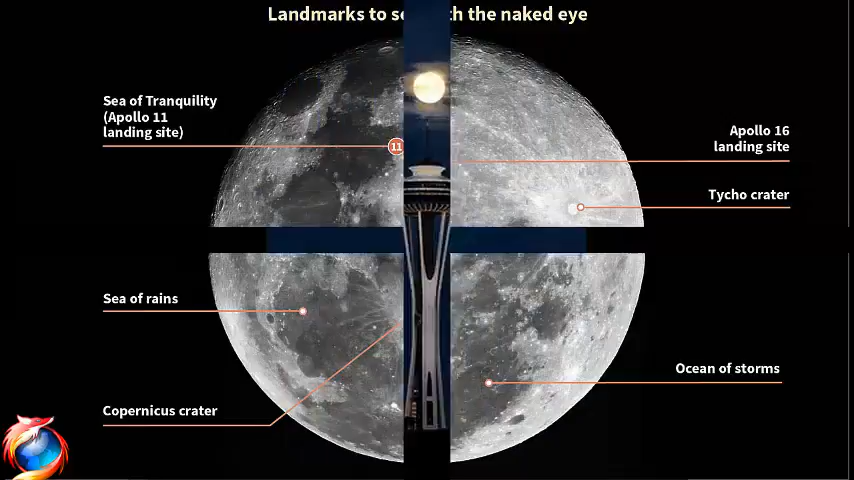 Landmarks to se th the naked eye
Sea of Tranquility
(Apollo 11
landing site)
11
Apollo 16
landing site
Tycho crater
Sea of rains
Ocean of storms
Copernicus crater